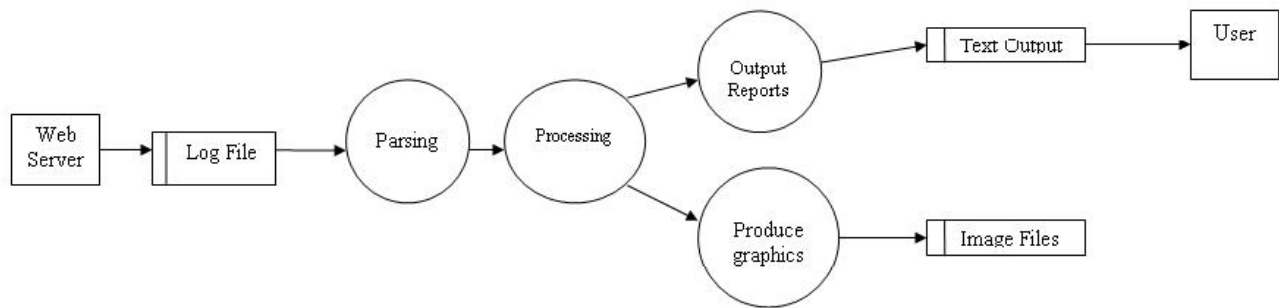 Web
Server
Log File
Parsing
Processing
Output
Reports
Text Output
User
Produce
graphics
Image Files